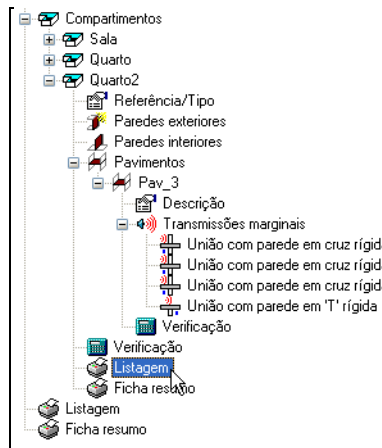 Compartimentos
Sala
Quarto
Quarto2
Referência/Tipo
Paredes exteriores
Paredes interiores
Pavimentos
Pav_3
Descrição
Transmissões marginais
União com parede em cruz rígid
União com parede em cruz rígid
União com parede em cruz rígid
União com parede em 'T' rígida
Verificação
Verificação
Listagem
Ficha resumo
Listagem
Ficha resumo